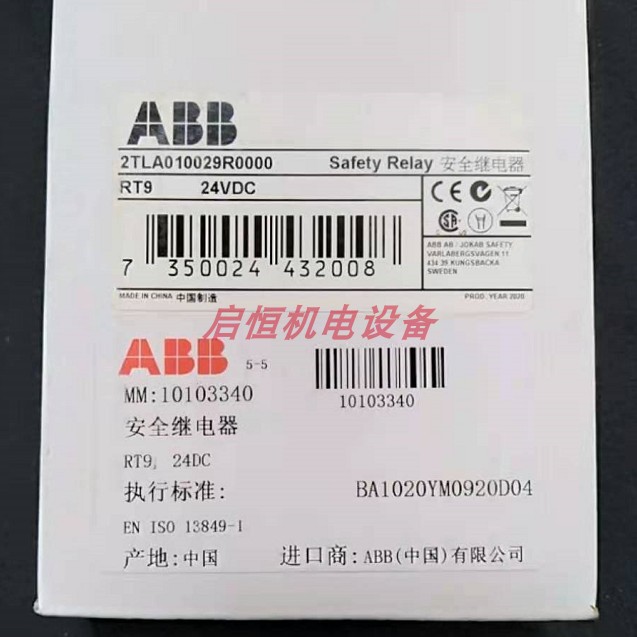 ABB
2TLA010029R0000 Safety Relay 安全继电器
RT9 24VDC
7 350024 432008
ABB AB / JOKAB SAFETY
VARLABERGSVAGEN 11
434 39 KUNGSBACKA
SWEDEN
MADE IN CHINA 中国制造
PROD. YEAR 2020
启恒机电设备
ABB 5-5
MM:10103340
10103340
安全继电器
RT9, 24DC
执行标准: BA1020YM0920D04
EN ISO 13849-1
产地:中国 进口商:ABB(中国)有限公司